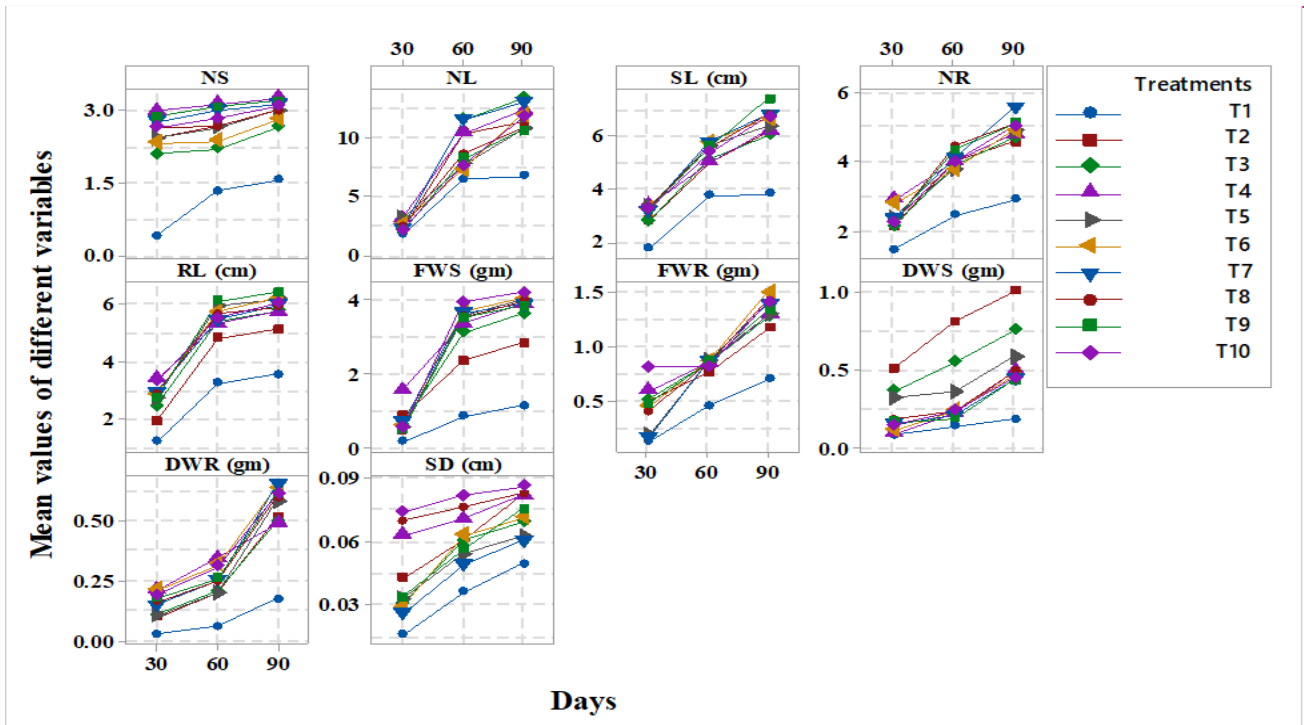 30 60 90
30 60 90
NS
NL
SL (cm)
NR
3.0
1.5
0.0
10
5
0
6
4
2
6
4
2
RL (cm)
FWS (gm)
FWR (gm)
DWS (gm)
6
4
2
4
2
0
1.5
1.0
0.5
1.0
0.5
0.0
DWR (gm)
SD (cm)
30 60 90
30 60 90
0.50
0.25
0.00
0.09
0.06
0.03
30 60 90
30 60 90
Mean values of different variables
Days
Treatments
T1
T2
T3
T4
T5
T6
T7
T8
T9
T10